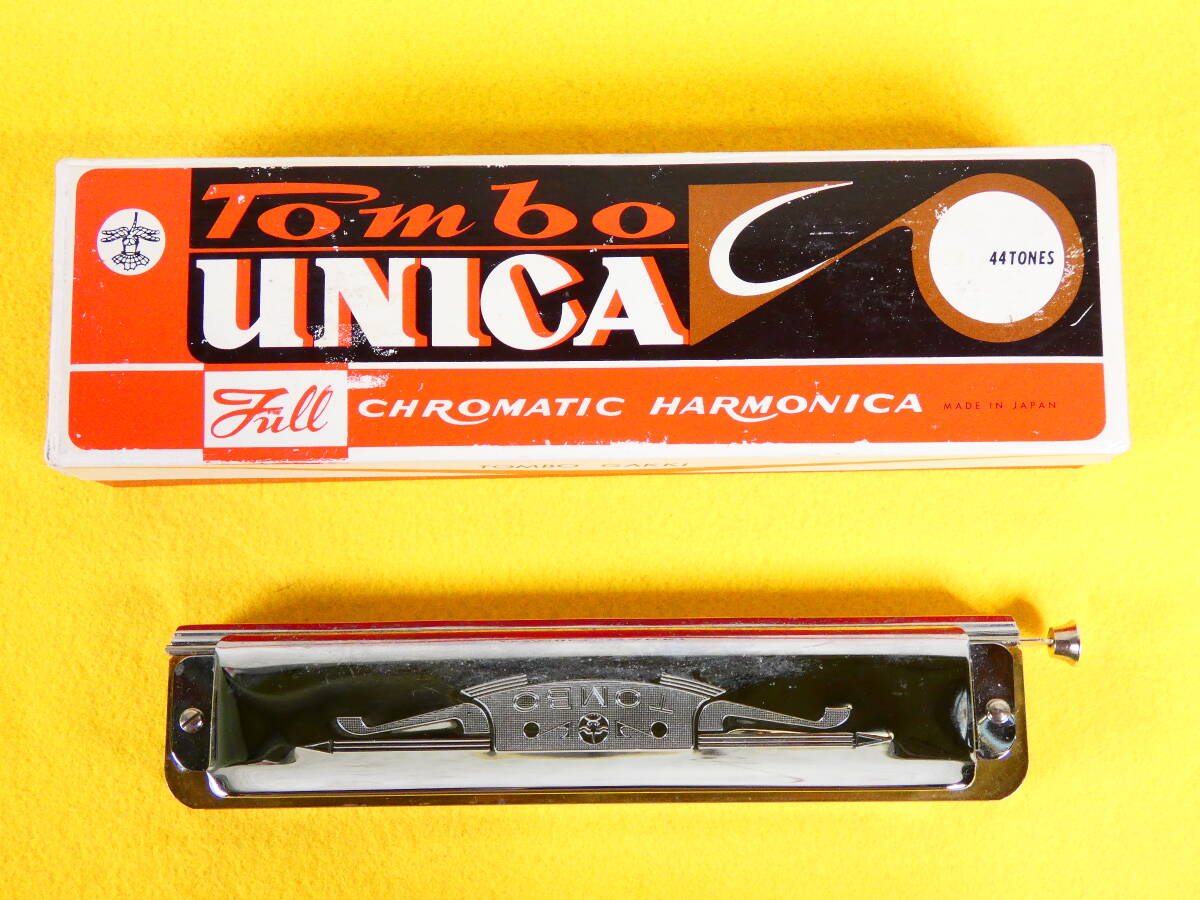 Tombo
UNICA
44 TONES
Full
CHROMATIC HARMONICA
MADE IN JAPAN
TOMBO GAKKI
TOMBO